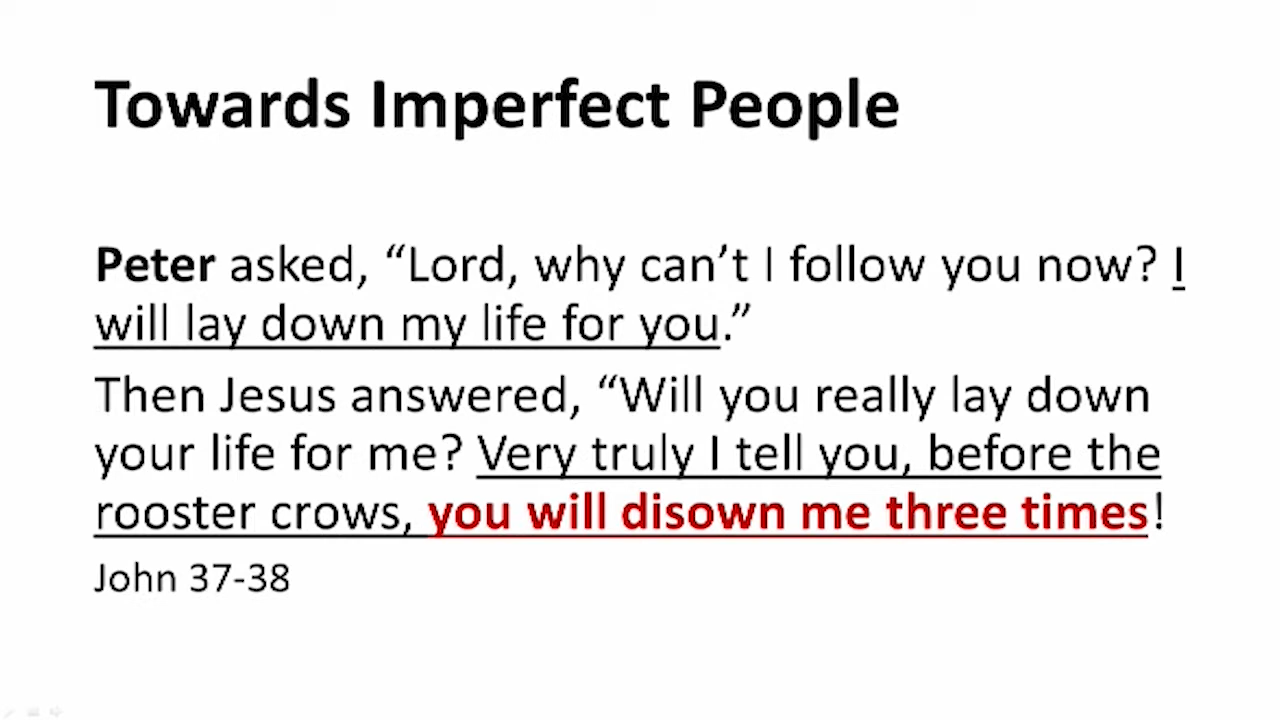 Towards Imperfect People
Peter asked, “Lord, why can’t I follow you now? I
will lay down my life for you.”
Then Jesus answered, “Will you really lay down
your life for me? Very truly I tell you, before the
rooster crows, you will disown me three times!
John 37-38